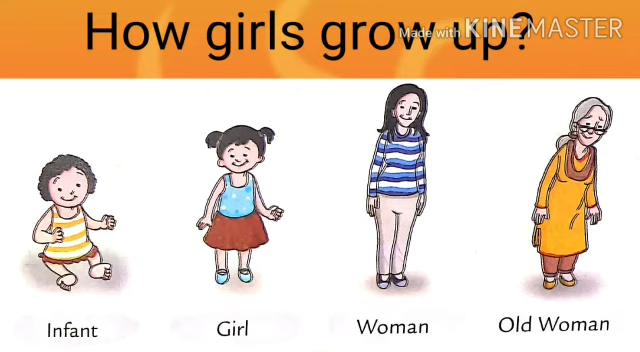 How girls grow up?
Made with KINEMASTER
Infant
Girl
Woman
Old Woman